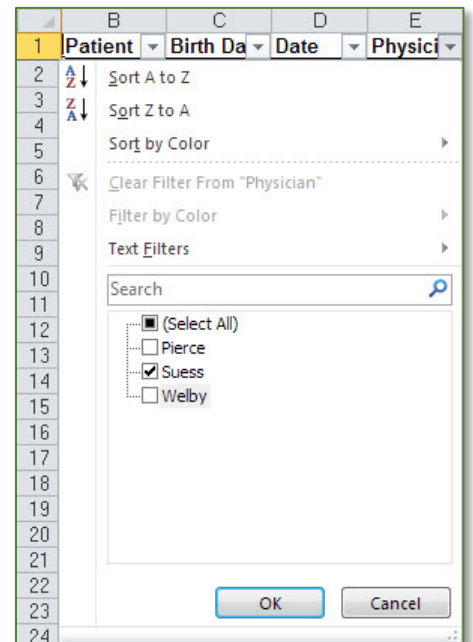 B C D E
1 Patient Birth Da Date Physici
2 Sort A to Z
3 Sort Z to A
4
5 Sort by Color
6 Clear Filter From "Physician"
7
8 Filter by Color
9 Text Filters
10 Search
11
12 (Select All)
13 Pierce
14 Suess
15 Welby
16
17
18
19
20
21
22
23 OK Cancel
24